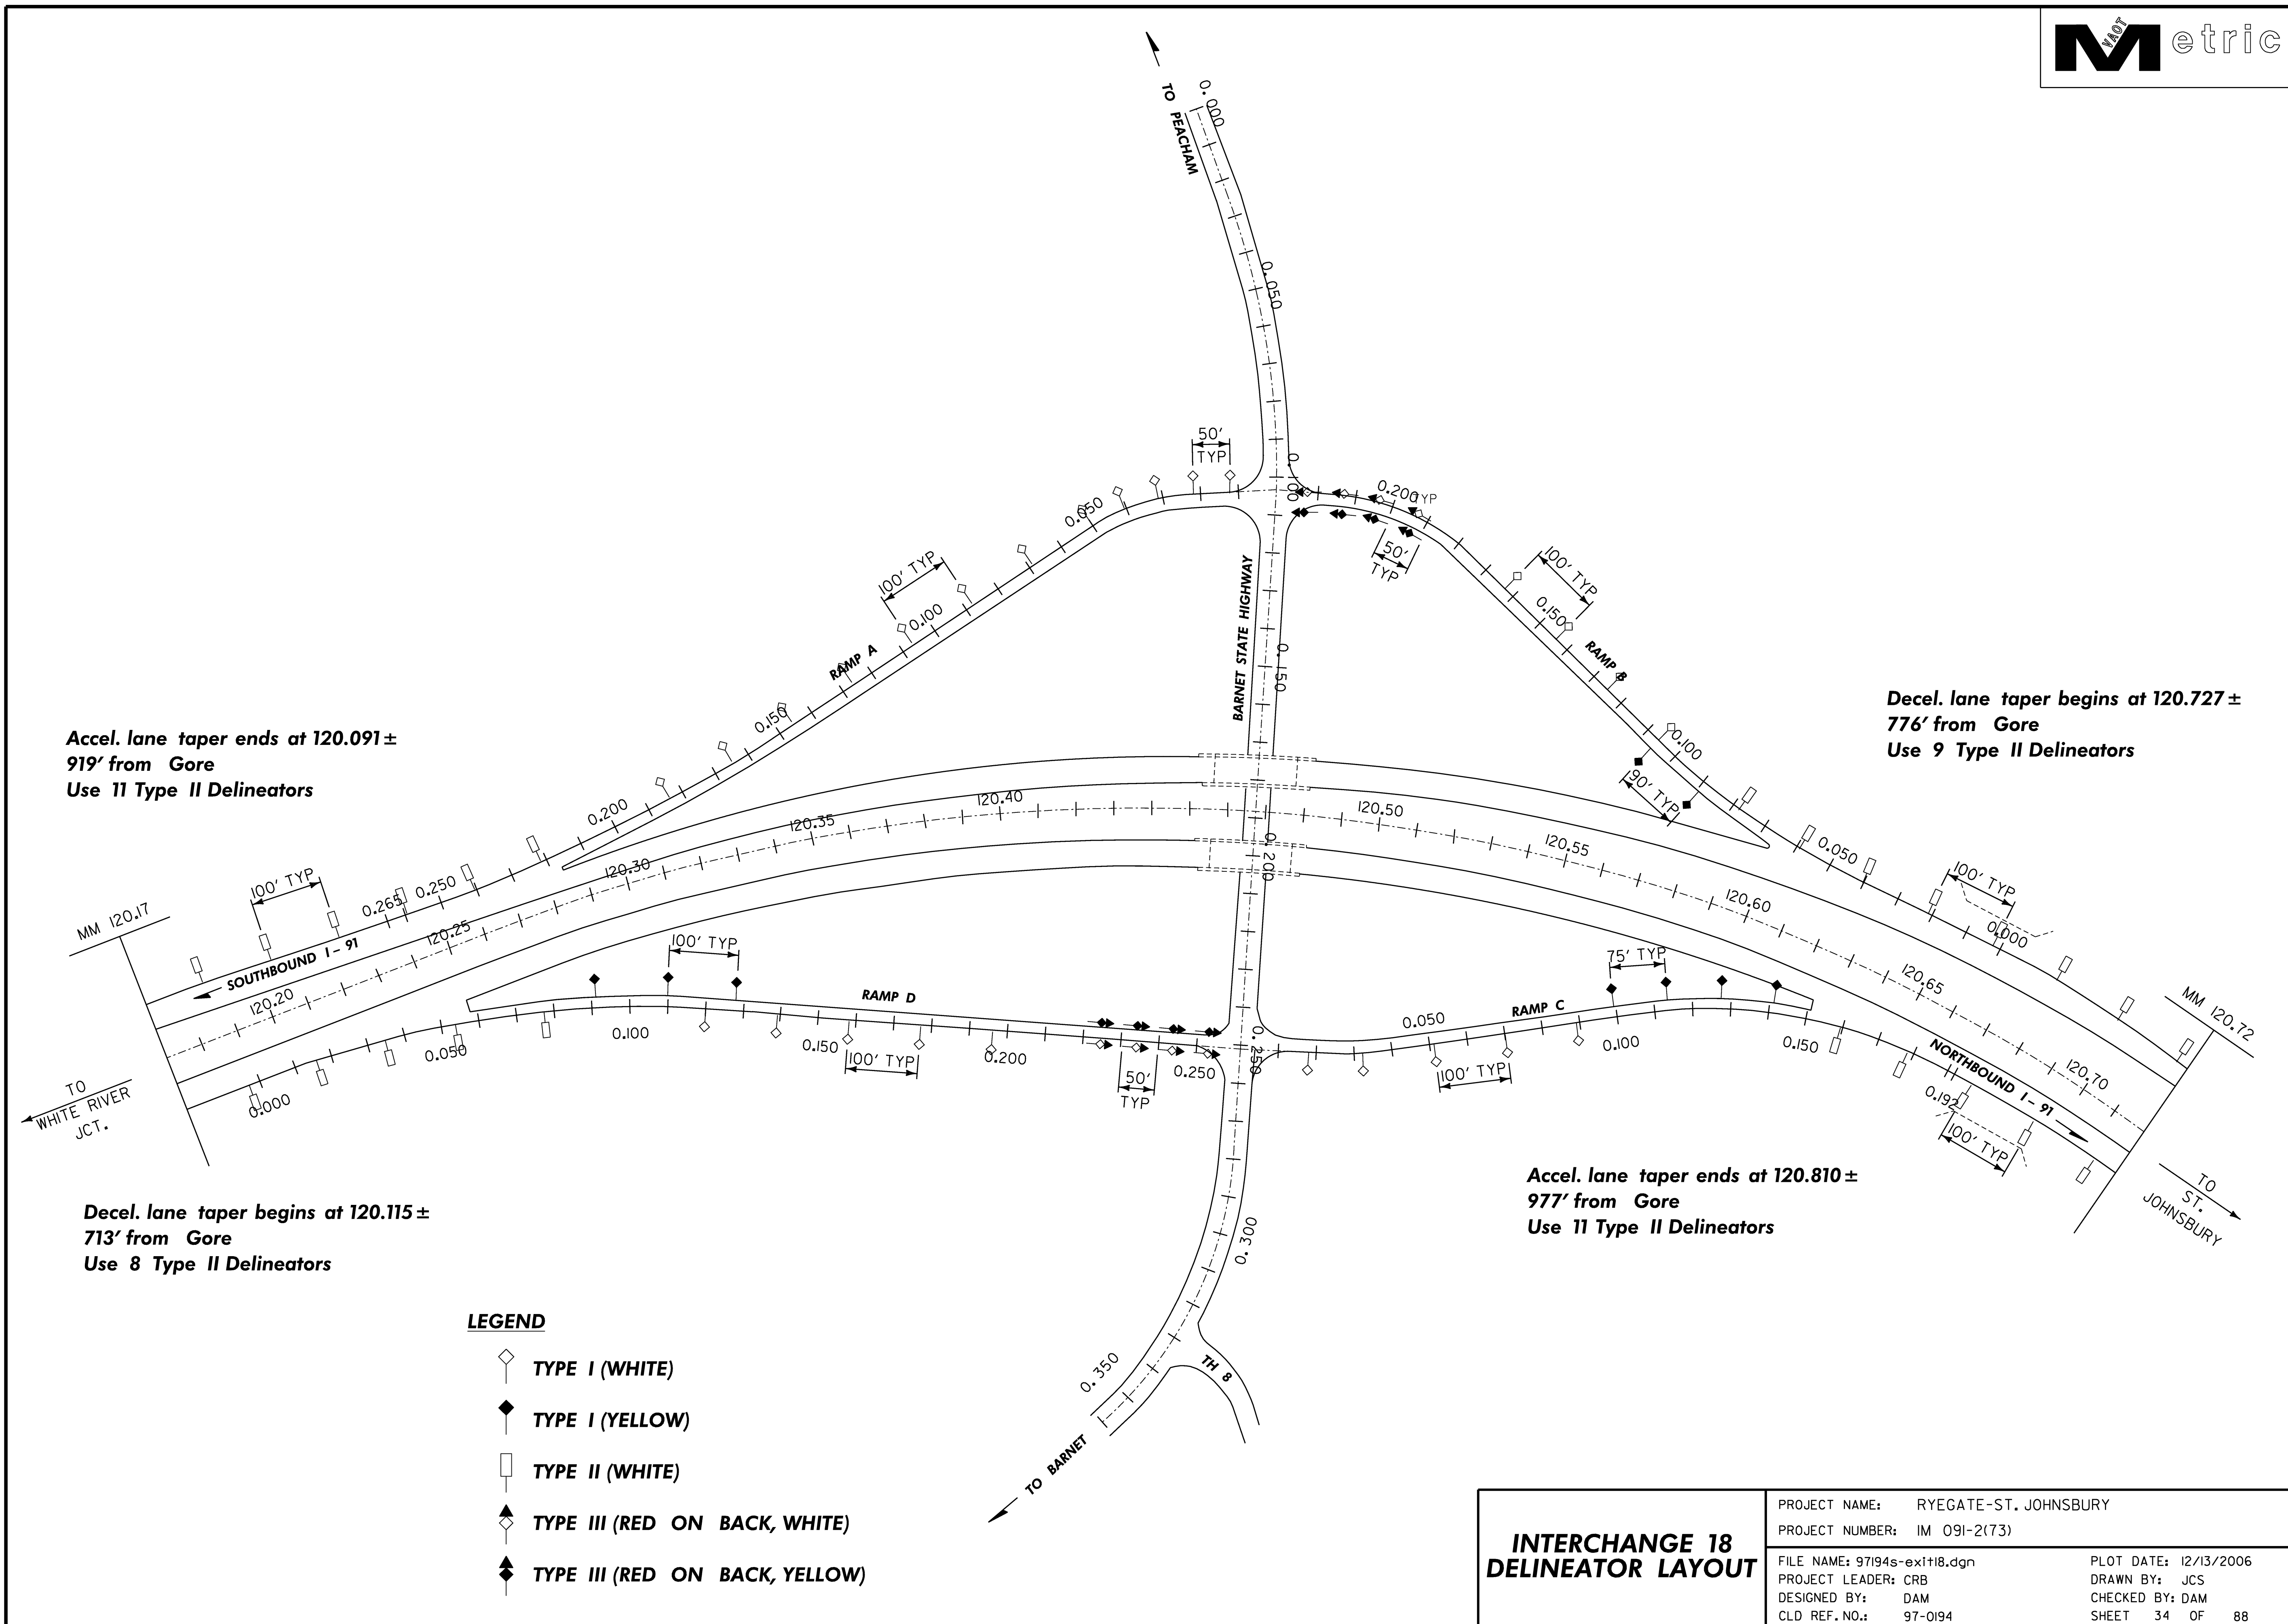 VAOT
Metric
TO PEACHAM
0.000
0.050
50'
TYP
0.100
0.200
TYP
0.050
50'
TYP
100' TYP
100' TYP
0.100
0.150
BARNET STATE HIGHWAY
RAMP A
RAMP B
0.150
0.150
0.100
90' TYP
Decel. lane taper begins at 120.727±
776' from Gore
Use 9 Type II Delineators
Accel. lane taper ends at 120.091±
919' from Gore
Use 11 Type II Delineators
0.200
120.40
120.50
120.35
120.55
0.050
0.200
120.30
100' TYP
0.250
0.265
100' TYP
120.60
MM 120.17
120.25
0.000
SOUTHBOUND I-91
100' TYP
75' TYP
120.65
120.20
RAMP D
RAMP C
MM 120.72
0.050
0.100
0.150
0.200
0.250
0.250
0.050
0.100
0.150
100' TYP
50'
TYP
100' TYP
NORTHBOUND I-91
120.70
0.000
0.192
100' TYP
TO
WHITE RIVER
JCT.
TO
ST.
JOHNSBURY
Accel. lane taper ends at 120.810±
977' from Gore
Use 11 Type II Delineators
Decel. lane taper begins at 120.115±
713' from Gore
Use 8 Type II Delineators
0.300
0.350
TH 8
TO BARNET
LEGEND
TYPE I (WHITE)
TYPE I (YELLOW)
TYPE II (WHITE)
TYPE III (RED ON BACK, WHITE)
TYPE III (RED ON BACK, YELLOW)
INTERCHANGE 18
DELINEATOR LAYOUT
PROJECT NAME: RYEGATE-ST. JOHNSBURY
PROJECT NUMBER: IM 091-2(73)
FILE NAME: 97194s-exit18.dgn PLOT DATE: 12/13/2006
PROJECT LEADER: CRB DRAWN BY: JCS
DESIGNED BY: DAM CHECKED BY: DAM
CLD REF. NO.: 97-0194 SHEET 34 OF 88